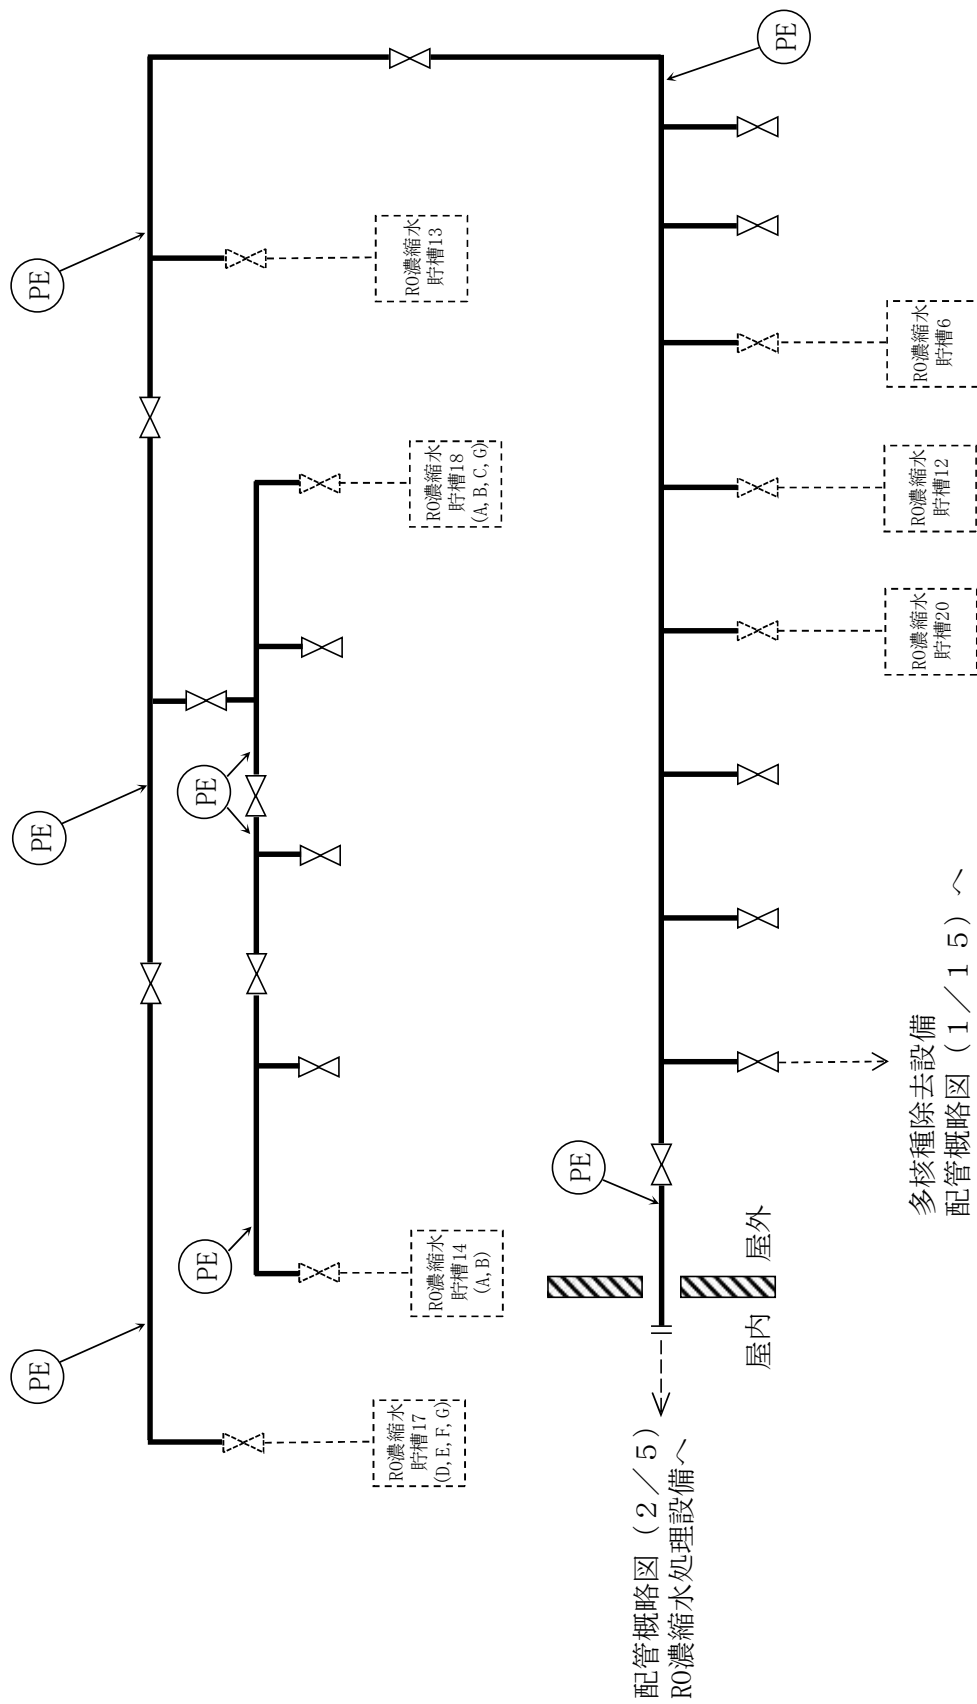 PE
RO濃縮水
貯槽17
(D,E,F,G)
PE
PE
RO濃縮水
貯槽13
PE
RO濃縮水
貯槽14
(A,B)
PE
RO濃縮水
貯槽18
(A,B,C,G)
配管概略図（２／５）
RO濃縮水処理設備へ
屋内
屋外
PE
PE
多核種除去設備
配管概略図（１／１５）へ
RO濃縮水
貯槽20
RO濃縮水
貯槽12
RO濃縮水
貯槽6